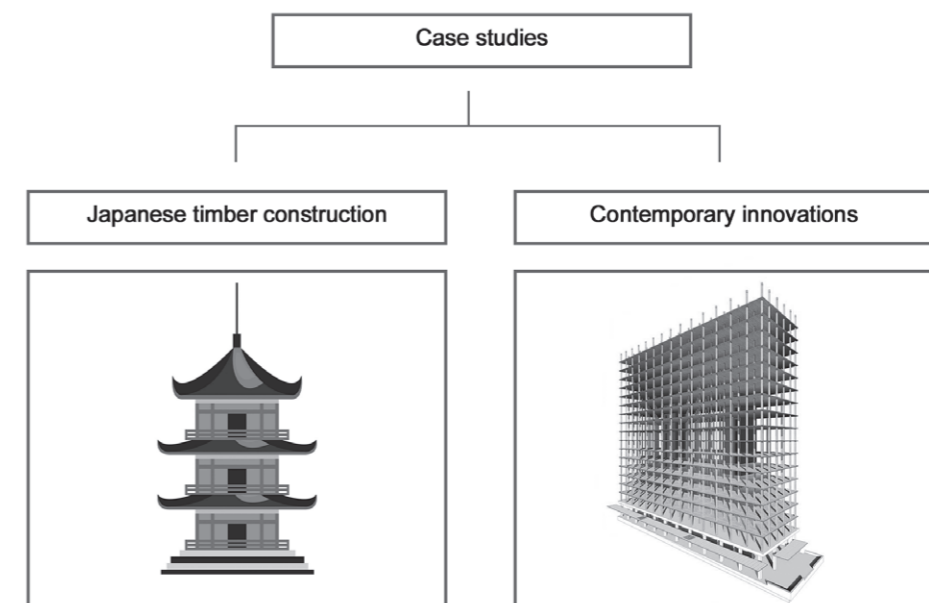 Case studies
Japanese timber construction
Contemporary innovations